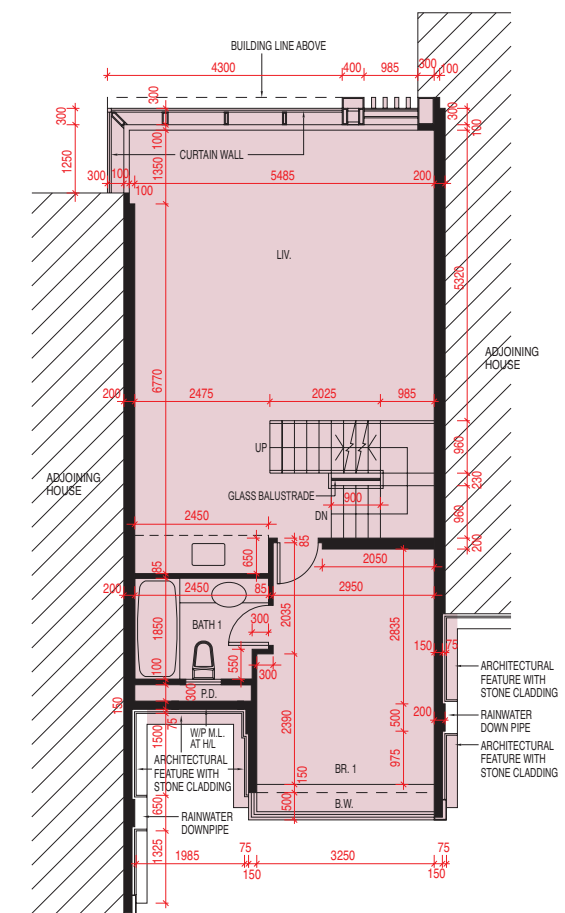 BUILDING LINE ABOVE
4300
400
985
300
100
300
300
300
100
1250
100
CURTAIN WALL
1350
300
100
5485
200
100
LIV.
5320
6770
ADJOINING
HOUSE
200
2475
2025
985
UP
960
ADJOINING
HOUSE
230
GLASS BALUSTRADE
900
DN
960
2450
85
650
200
2050
85
200
2450
85
2950
1850
BATH 1
300
2035
2835
150
75
550
300
100
ARCHITECTURAL
FEATURE WITH
STONE CLADDING
P.D.
300
150
75
W/P M.L.
AT H/L
2390
500
200
RAINWATER
DOWN PIPE
1500
ARCHITECTURAL
FEATURE WITH
STONE CLADDING
ARCHITECTURAL
FEATURE WITH
STONE CLADDING
BR. 1
975
150
650
500
B.W.
RAINWATER
DOWNPIPE
1325
1985
75
150
3250
75
150